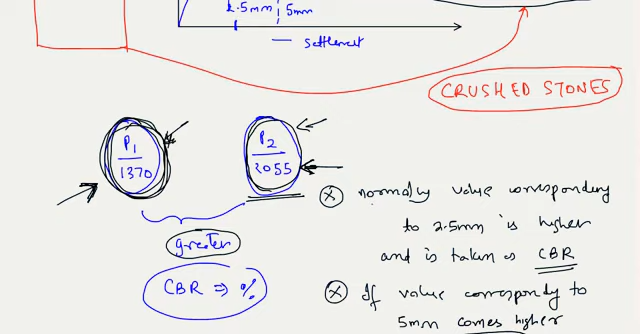 2.5mm 5mm
settlement
CRUSHED STONES
P1
1370
P2
2055
greater
CBR ⇒ %
normally value corresponding
to 2.5mm is higher
and is taken as CBR
If value correspondy to
5mm comes higher